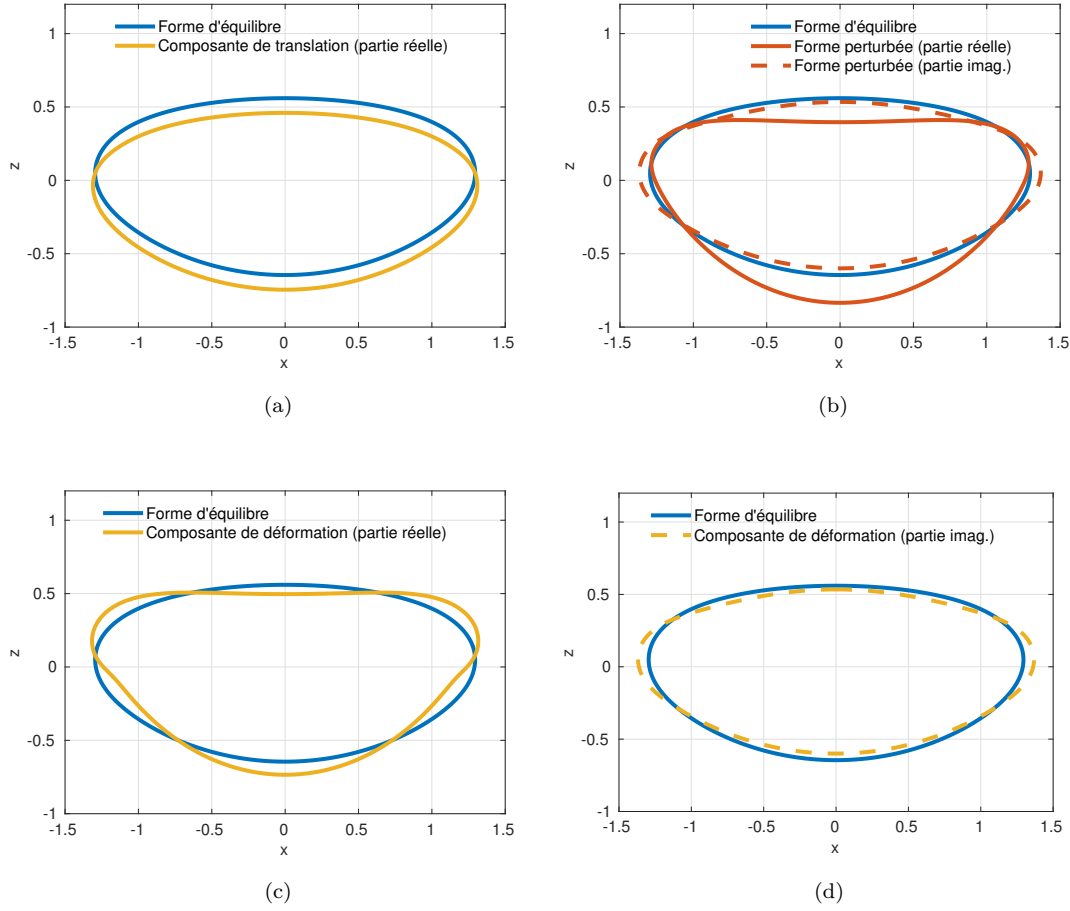 Forme d'équilibre
Composante de translation (partie réelle)
1
0.5
0
-0.5
-1
z
-1.5 -1 -0.5 0 0.5 1 1.5
x
(a)
Forme d'équilibre
Forme perturbée (partie réelle)
Forme perturbée (partie imag.)
1
0.5
0
-0.5
-1
z
-1.5 -1 -0.5 0 0.5 1 1.5
x
(b)
Forme d'équilibre
Composante de déformation (partie réelle)
1
0.5
0
-0.5
-1
z
-1.5 -1 -0.5 0 0.5 1 1.5
x
(c)
Forme d'équilibre
Composante de déformation (partie imag.)
1
0.5
0
-0.5
-1
z
-1.5 -1 -0.5 0 0.5 1 1.5
x
(d)